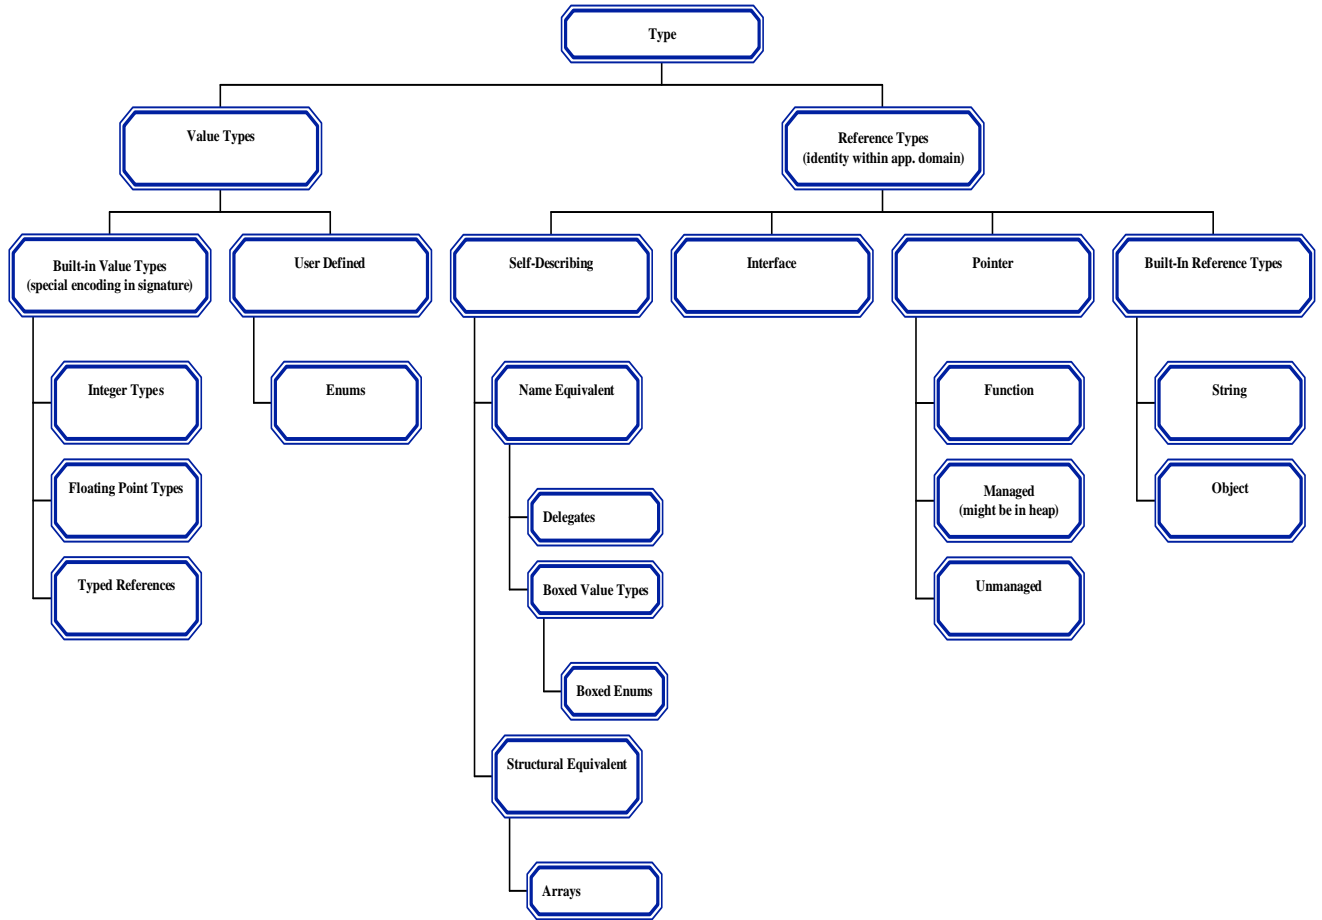 Type
Value Types
Reference Types
(identity within app. domain)
Built-in Value Types
(special encoding in signature)
User Defined
Self-Describing
Interface
Pointer
Built-In Reference Types
Integer Types
Enums
Name Equivalent
Function
String
Floating Point Types
Delegates
Managed
(might be in heap)
Object
Typed References
Boxed Value Types
Unmanaged
Boxed Enums
Structural Equivalent
Arrays